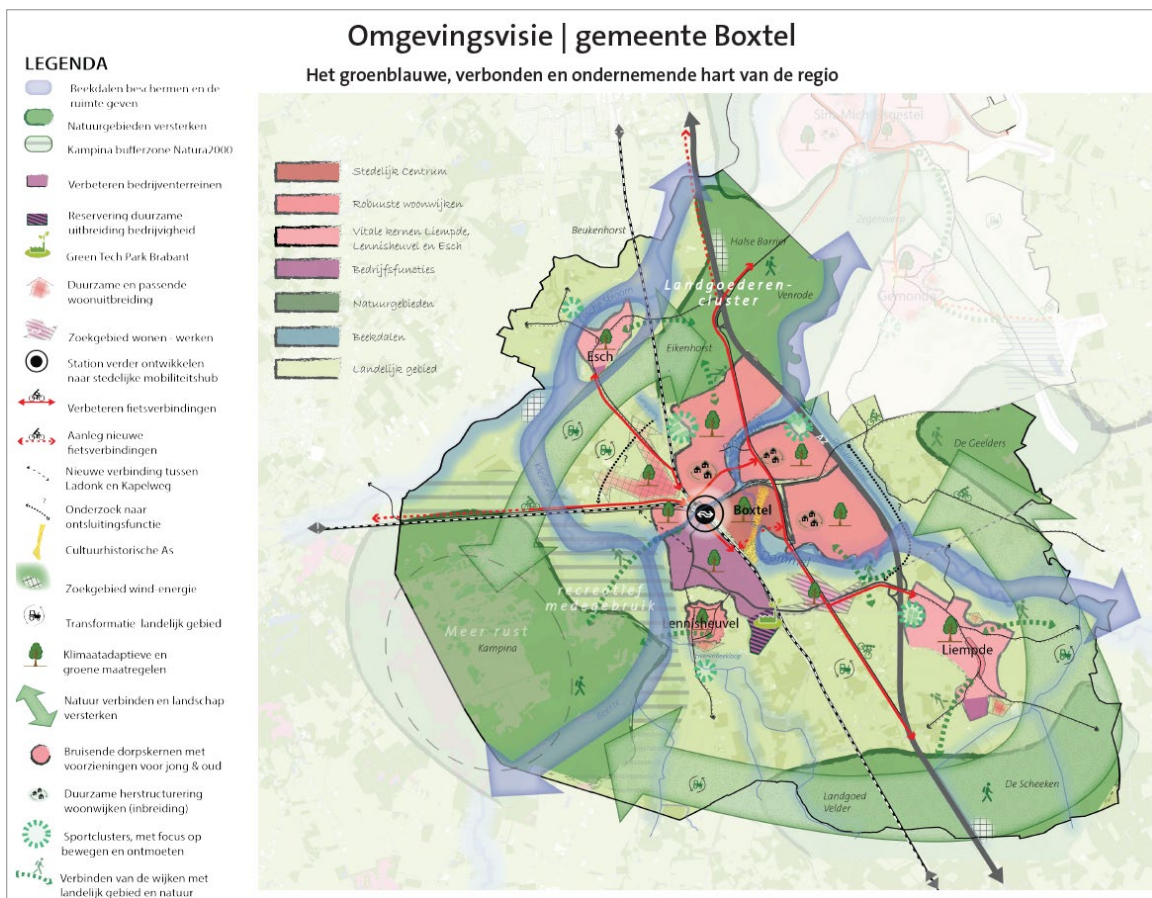 Omgevingsvisie | gemeente Boxtel
Het groenblauwe, verbonden en ondernemende hart van de regio
LEGENDA
Beekdalen beschermen en de
ruimte geven
Natuurgebieden versterken
Kampina bufferzone Natura2000
Verbeteren bedrijventerreinen
Reservering duurzame
uitbreiding bedrijvigheid
Green Tech Park Brabant
Duurzame en passende
woonuitbreiding
Zoekgebied wonen - werken
Station verder ontwikkelen
naar stedelijke mobiliteitshub
Verbeteren fietsverbindingen
Aanleg nieuwe
fietsverbindingen
Nieuwe verbinding tussen
Ladonk en Kapelweg
?
Onderzoek naar
ontsluitingsfunctie
Cultuurhistorische As
Zoekgebied wind-energie
Transformatie landelijk gebied
Klimaatadaptieve en
groene maatregelen
Natuur verbinden en landschap
versterken
Bruisende dorpskernen met
voorzieningen voor jong & oud
Duurzame herstructurering
woonwijken (inbreiding)
Sportclusters, met focus op
bewegen en ontmoeten
Verbinden van de wijken met
landelijk gebied en natuur
Stedelijk Centrum
Robuuste woonwijken
Vitale kernen Liempde,
Lennisheuvel en Esch
Bedrijfsfuncties
Natuurgebieden
Beekdalen
Landelijk gebied
Beukenhorst
Halse Barrier
Landgoederen-
cluster
Venrode
Gemonde
Esch
Eikenhorst
A2
De Geelders
Boxtel
recreatief
medegebruik
Meer rust
Kampina
Lennisheuvel
Liempde
Beerze
Landgoed
Velder
De Scheeken